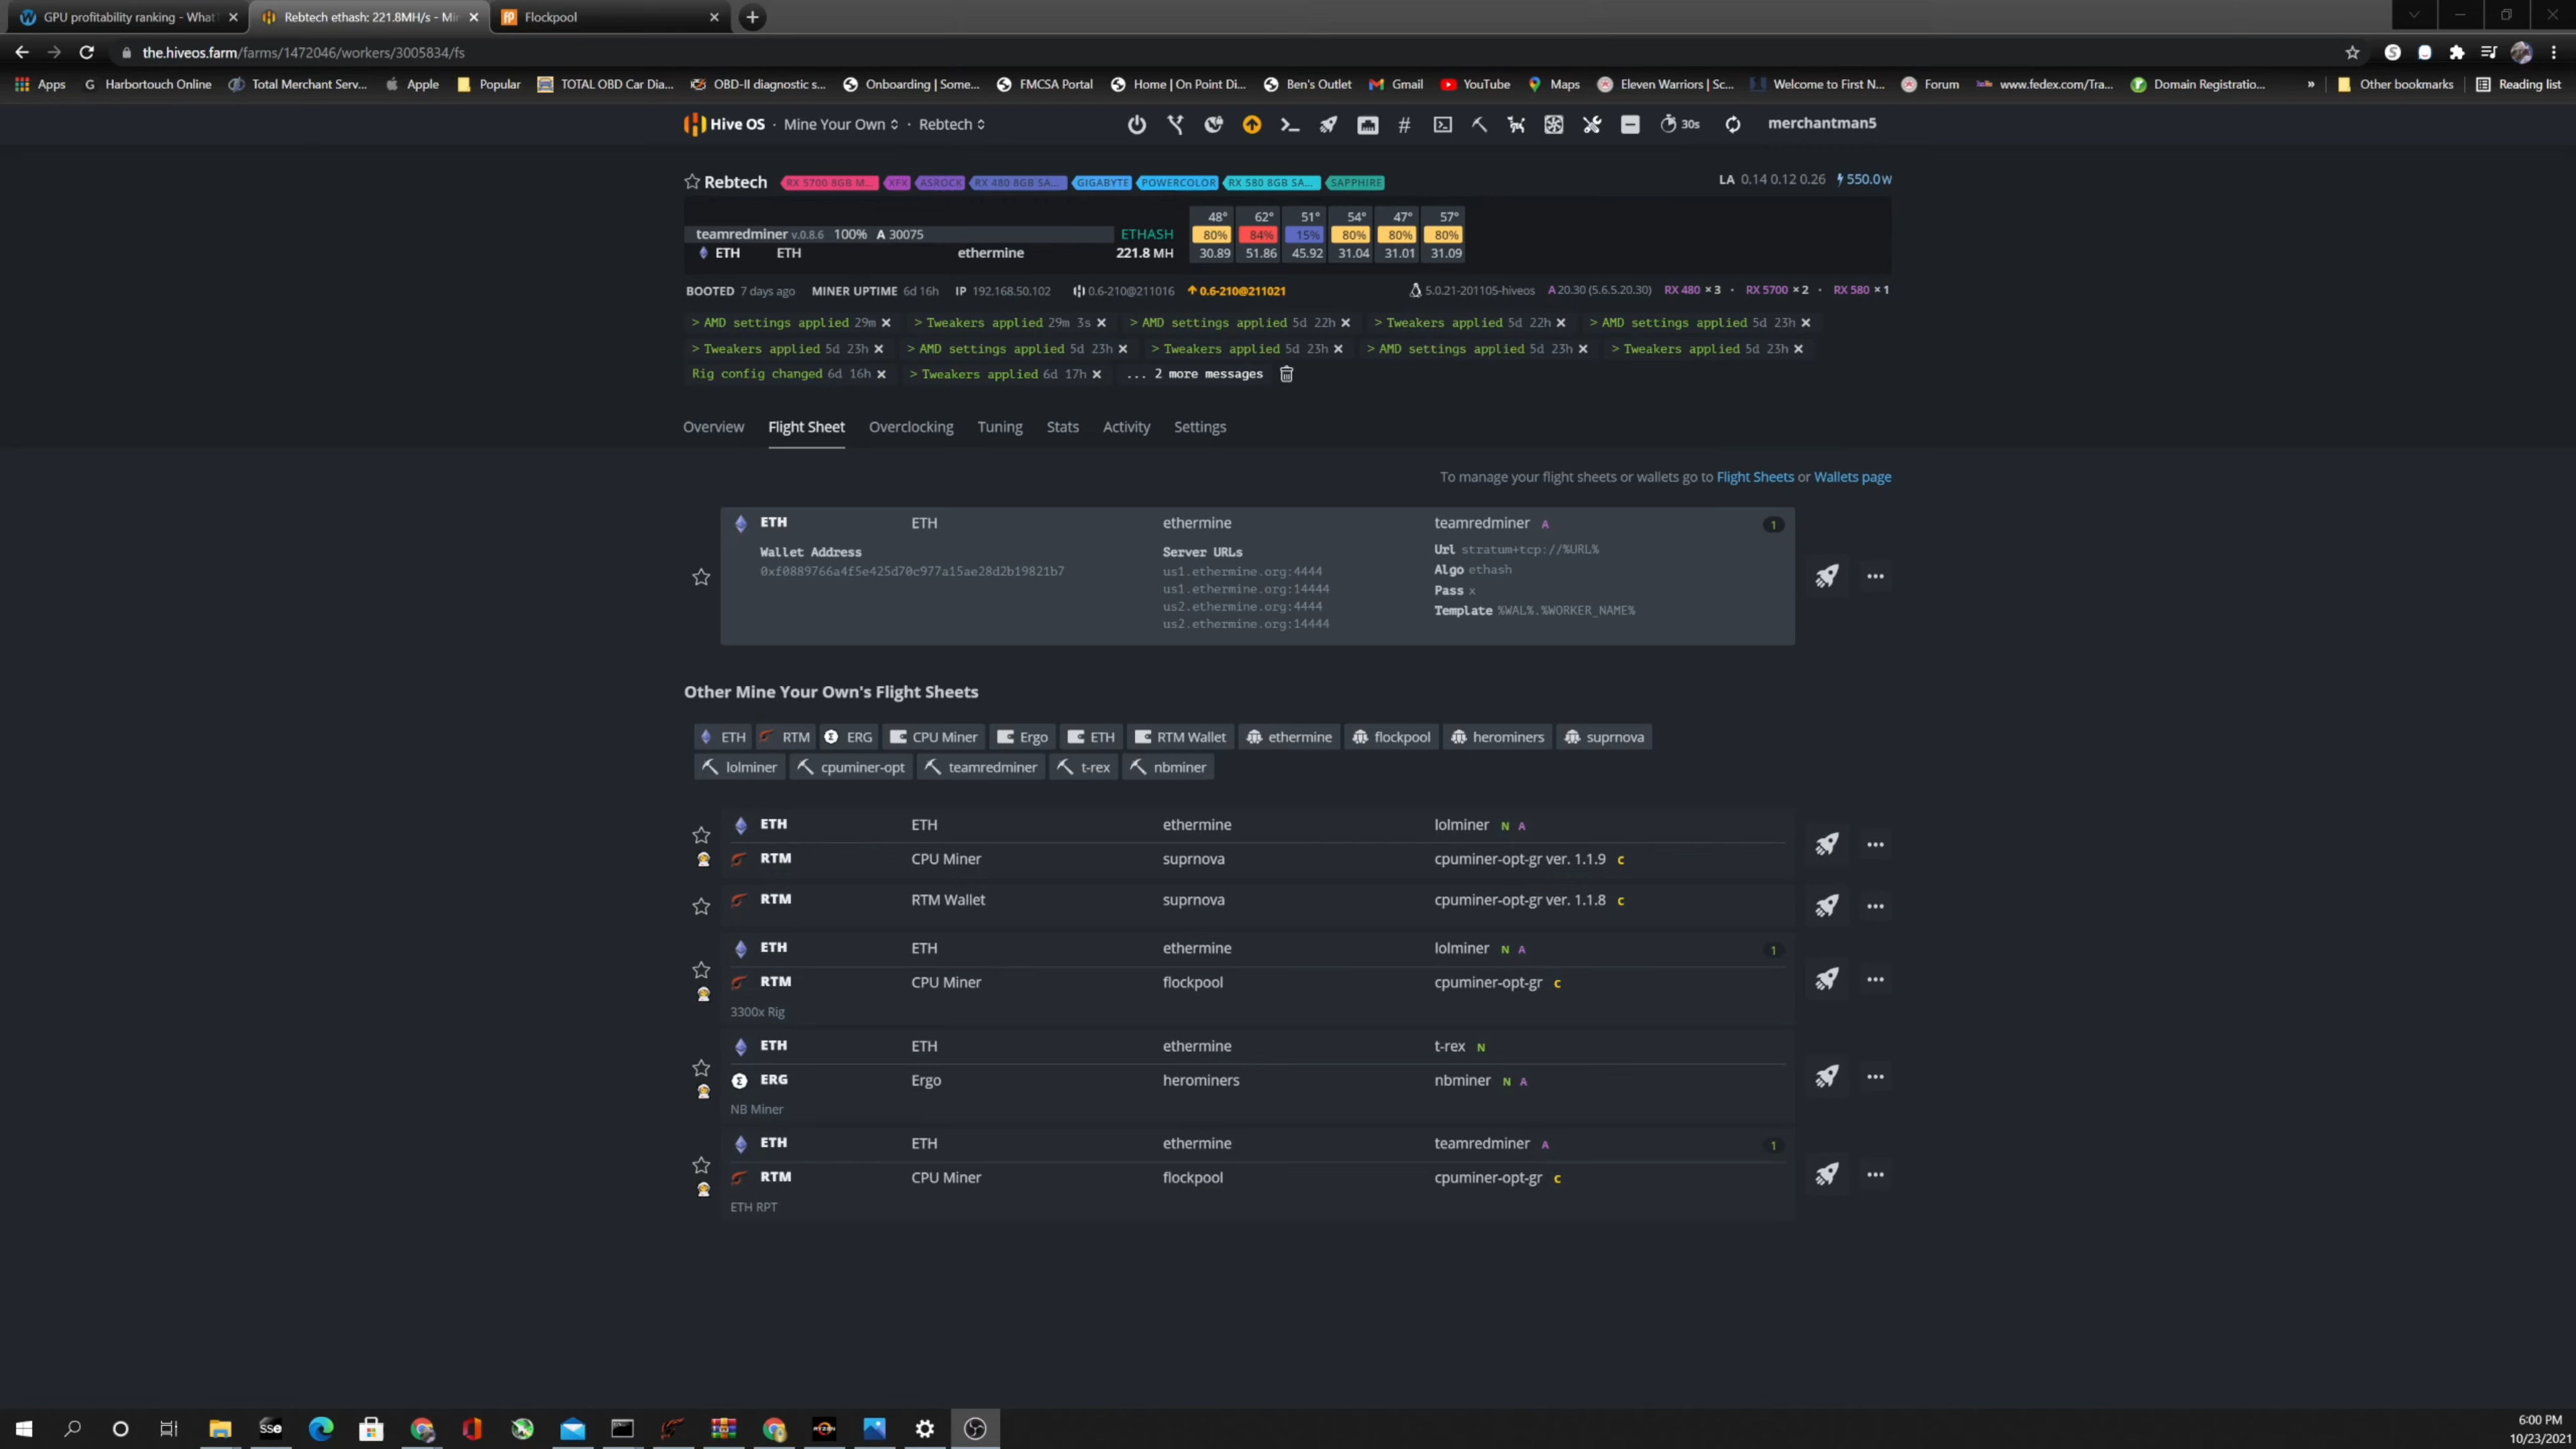 GPU profitability ranking - What
Rebtech ethash: 221.8MH/s - Mi
Flockpool
the.hiveos.farm/farms/1472046/workers/3005834/fs
Apps Harbortouch Online Total Merchant Serv... Apple Popular TOTAL OBD Car Dia... OBD-II diagnostic s... Onboarding | Some... FMCSA Portal Home | On Point Di... Ben's Outlet Gmail YouTube Maps Eleven Warriors | Sc... Welcome to First N... Forum www.fedex.com/Tra... Domain Registratio... » Other bookmarks Reading list
Hive OS · Mine Your Own · Rebtech 30s merchantman5
Rebtech RX 5700 8GB M... XFX ASROCK RX 480 8GB SA... GIGABYTE POWERCOLOR RX 580 8GB SA... SAPPHIRE LA 0.14 0.12 0.26 550.0W
48° 62° 51° 54° 47° 57°
teamredminer v.0.8.6 100% A 30075 ETHASH 80% 84% 15% 80% 80% 80%
ETH ETH ethermine 221.8 MH 30.89 51.86 45.92 31.04 31.01 31.09
BOOTED 7 days ago MINER UPTIME 6d 16h IP 192.168.50.102 0.6-210@211016 0.6-210@211021 5.0.21-201105-hiveos A 20.30 (5.6.5.20.30) RX 480 × 3 · RX 5700 × 2 · RX 580 × 1
> AMD settings applied 29m × > Tweakers applied 29m 3s × > AMD settings applied 5d 22h × > Tweakers applied 5d 22h × > AMD settings applied 5d 23h ×
> Tweakers applied 5d 23h × > AMD settings applied 5d 23h × > Tweakers applied 5d 23h × > AMD settings applied 5d 23h × > Tweakers applied 5d 23h ×
Rig config changed 6d 16h × > Tweakers applied 6d 17h × ... 2 more messages
Overview Flight Sheet Overclocking Tuning Stats Activity Settings
To manage your flight sheets or wallets go to Flight Sheets or Wallets page
ETH ETH ethermine teamredminer A 1
Wallet Address Server URLs Url stratum+tcp://%URL%
0xf0889766a4f5e425d70c977a15ae28d2b19821b7 us1.ethermine.org:4444 Algo ethash
us1.ethermine.org:14444 Pass x
us2.ethermine.org:4444 Template %WAL%.%WORKER_NAME%
us2.ethermine.org:14444
Other Mine Your Own's Flight Sheets
ETH RTM ERG CPU Miner Ergo ETH RTM Wallet ethermine flockpool herominers suprnova
lolminer cpuminer-opt teamredminer t-rex nbminer
ETH ETH ethermine lolminer N A
RTM CPU Miner suprnova cpuminer-opt-gr ver. 1.1.9 C
RTM RTM Wallet suprnova cpuminer-opt-gr ver. 1.1.8 C
ETH ETH ethermine lolminer N A 1
RTM CPU Miner flockpool cpuminer-opt-gr C
3300x Rig
ETH ETH ethermine t-rex N
ERG Ergo herominers nbminer N A
NB Miner
ETH ETH ethermine teamredminer A 1
RTM CPU Miner flockpool cpuminer-opt-gr C
ETH RPT
SSE RYZEN
6:00 PM
10/23/2021